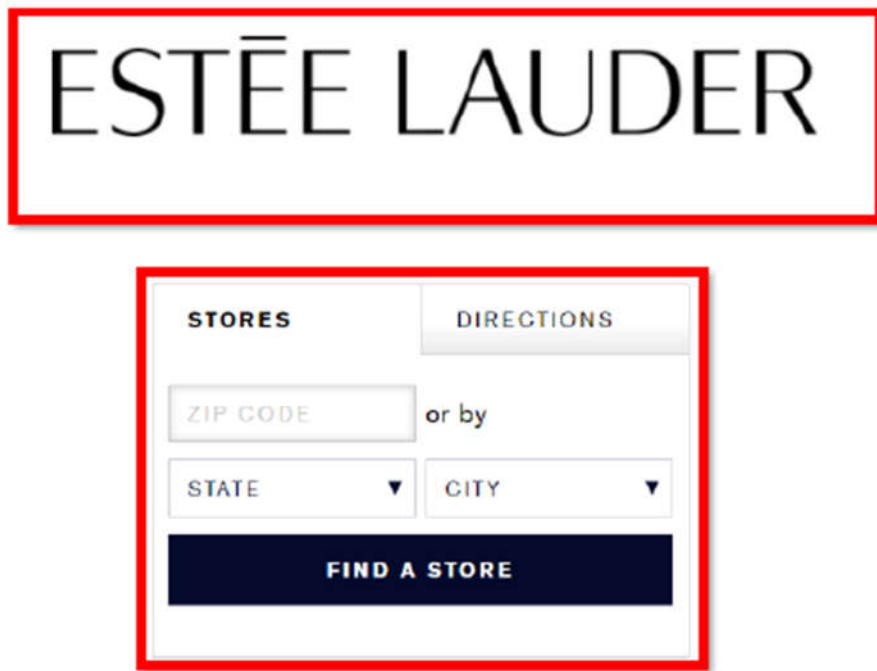 ESTĒE LAUDER
STORES DIRECTIONS
ZIP CODE or by
STATE ▼ CITY ▼
FIND A STORE